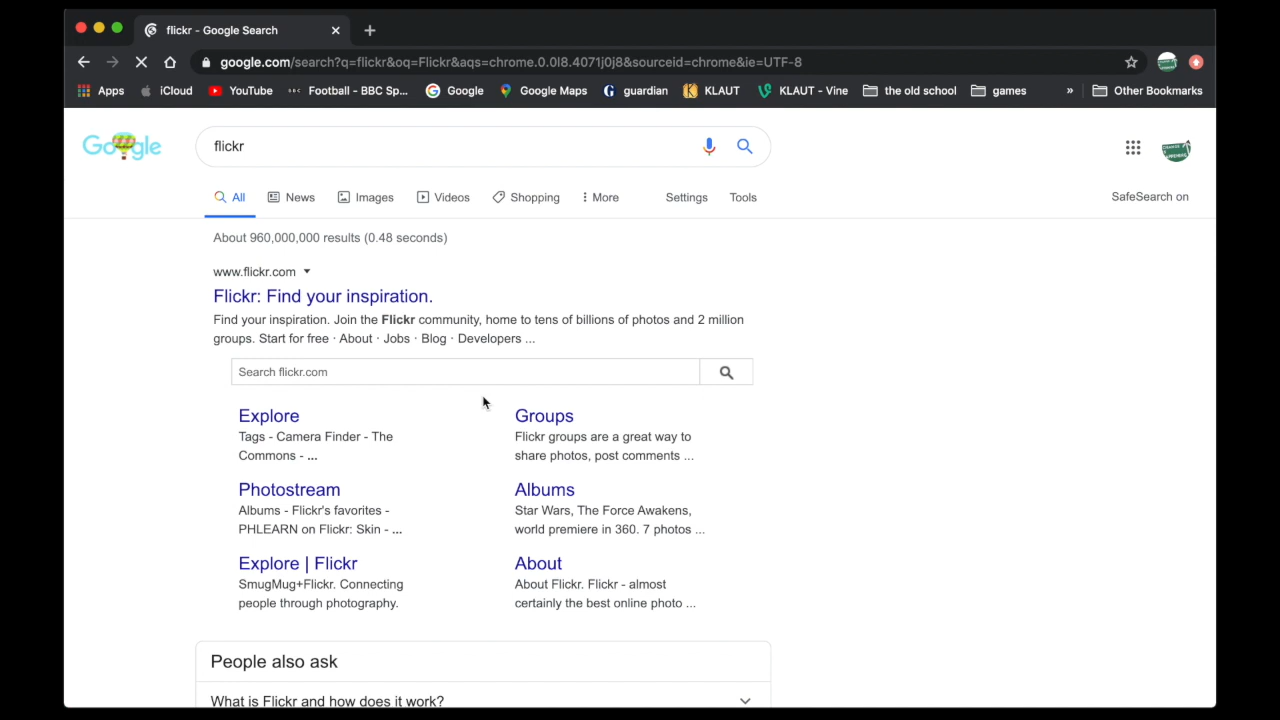 flickr - Google Search
google.com/search?q=flickr&oq=Flickr&aqs=chrome.0.0l8.4071j0j8&sourceid=chrome&ie=UTF-8
Apps iCloud YouTube Football - BBC Sp... Google Google Maps guardian KLAUT KLAUT - Vine the old school games » Other Bookmarks
Google
flickr
All News Images Videos Shopping More Settings Tools SafeSearch on
About 960,000,000 results (0.48 seconds)
www.flickr.com
Flickr: Find your inspiration.
Find your inspiration. Join the Flickr community, home to tens of billions of photos and 2 million
groups. Start for free · About · Jobs · Blog · Developers ...
Search flickr.com
Explore
Tags - Camera Finder - The
Commons - ...
Groups
Flickr groups are a great way to
share photos, post comments ...
Photostream
Albums - Flickr's favorites -
PHLEARN on Flickr: Skin - ...
Albums
Star Wars, The Force Awakens,
world premiere in 360. 7 photos ...
Explore | Flickr
SmugMug+Flickr. Connecting
people through photography.
About
About Flickr. Flickr - almost
certainly the best online photo ...
People also ask
What is Flickr and how does it work?